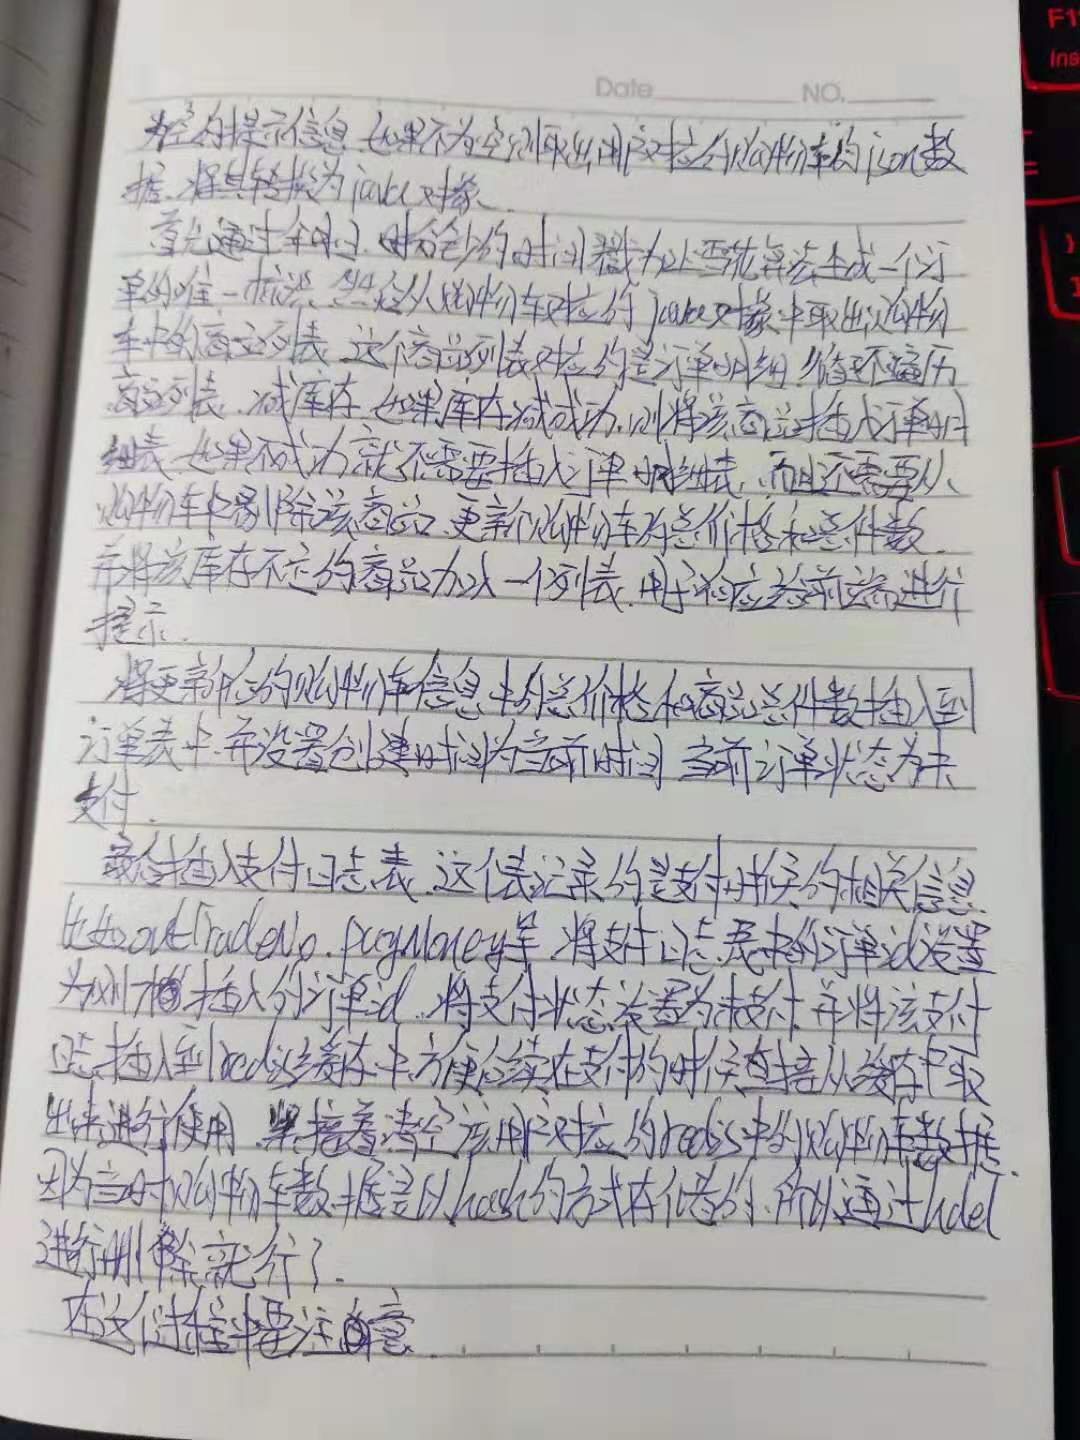 Date NO.
为空的提示信息.如果不为空则取出用户对应的购物车的json数
据.将其转换为java对象.
首先通过年月日.时分秒的时间戳加上雪花算法生成一个订
单的唯一标识.然后从购物车对应的java对象中取出购物
车中的商品列表.这个商品列表对应的是订单明细.循环遍历
商品列表.减库存.如果库存减成功.则将该商品插入订单明
细表.如果不成功就不需要插入订单明细表,而且还需要从
购物车中剔除该商品.更新购物车的总价格和总件数.
并将该库存不足的商品加入一个列表.用于响应给前端进行
提示.
将更新后的购物车信息中的总价格和商品总件数插入到
订单表中.并设置创建时间为当前时间 当前订单状态为未
支付.
最后插入支付日志表.这个表记录的是支付时候的相关信息
比如outTradeNo.payMoney等.将支付日志表中的订单id设置
为刚才插入的订单id.将支付状态设置为未支付.并将该支付
日志插入到redis缓存中.方便后续在支付的时候直接从缓存中取
出来进行使用.紧接着清空该用户对应的redis中的购物车数据.
因为当时购物车数据是以hash的方式存储的.所以通过hdel
进行删除就行了.
在这个过程中要注意